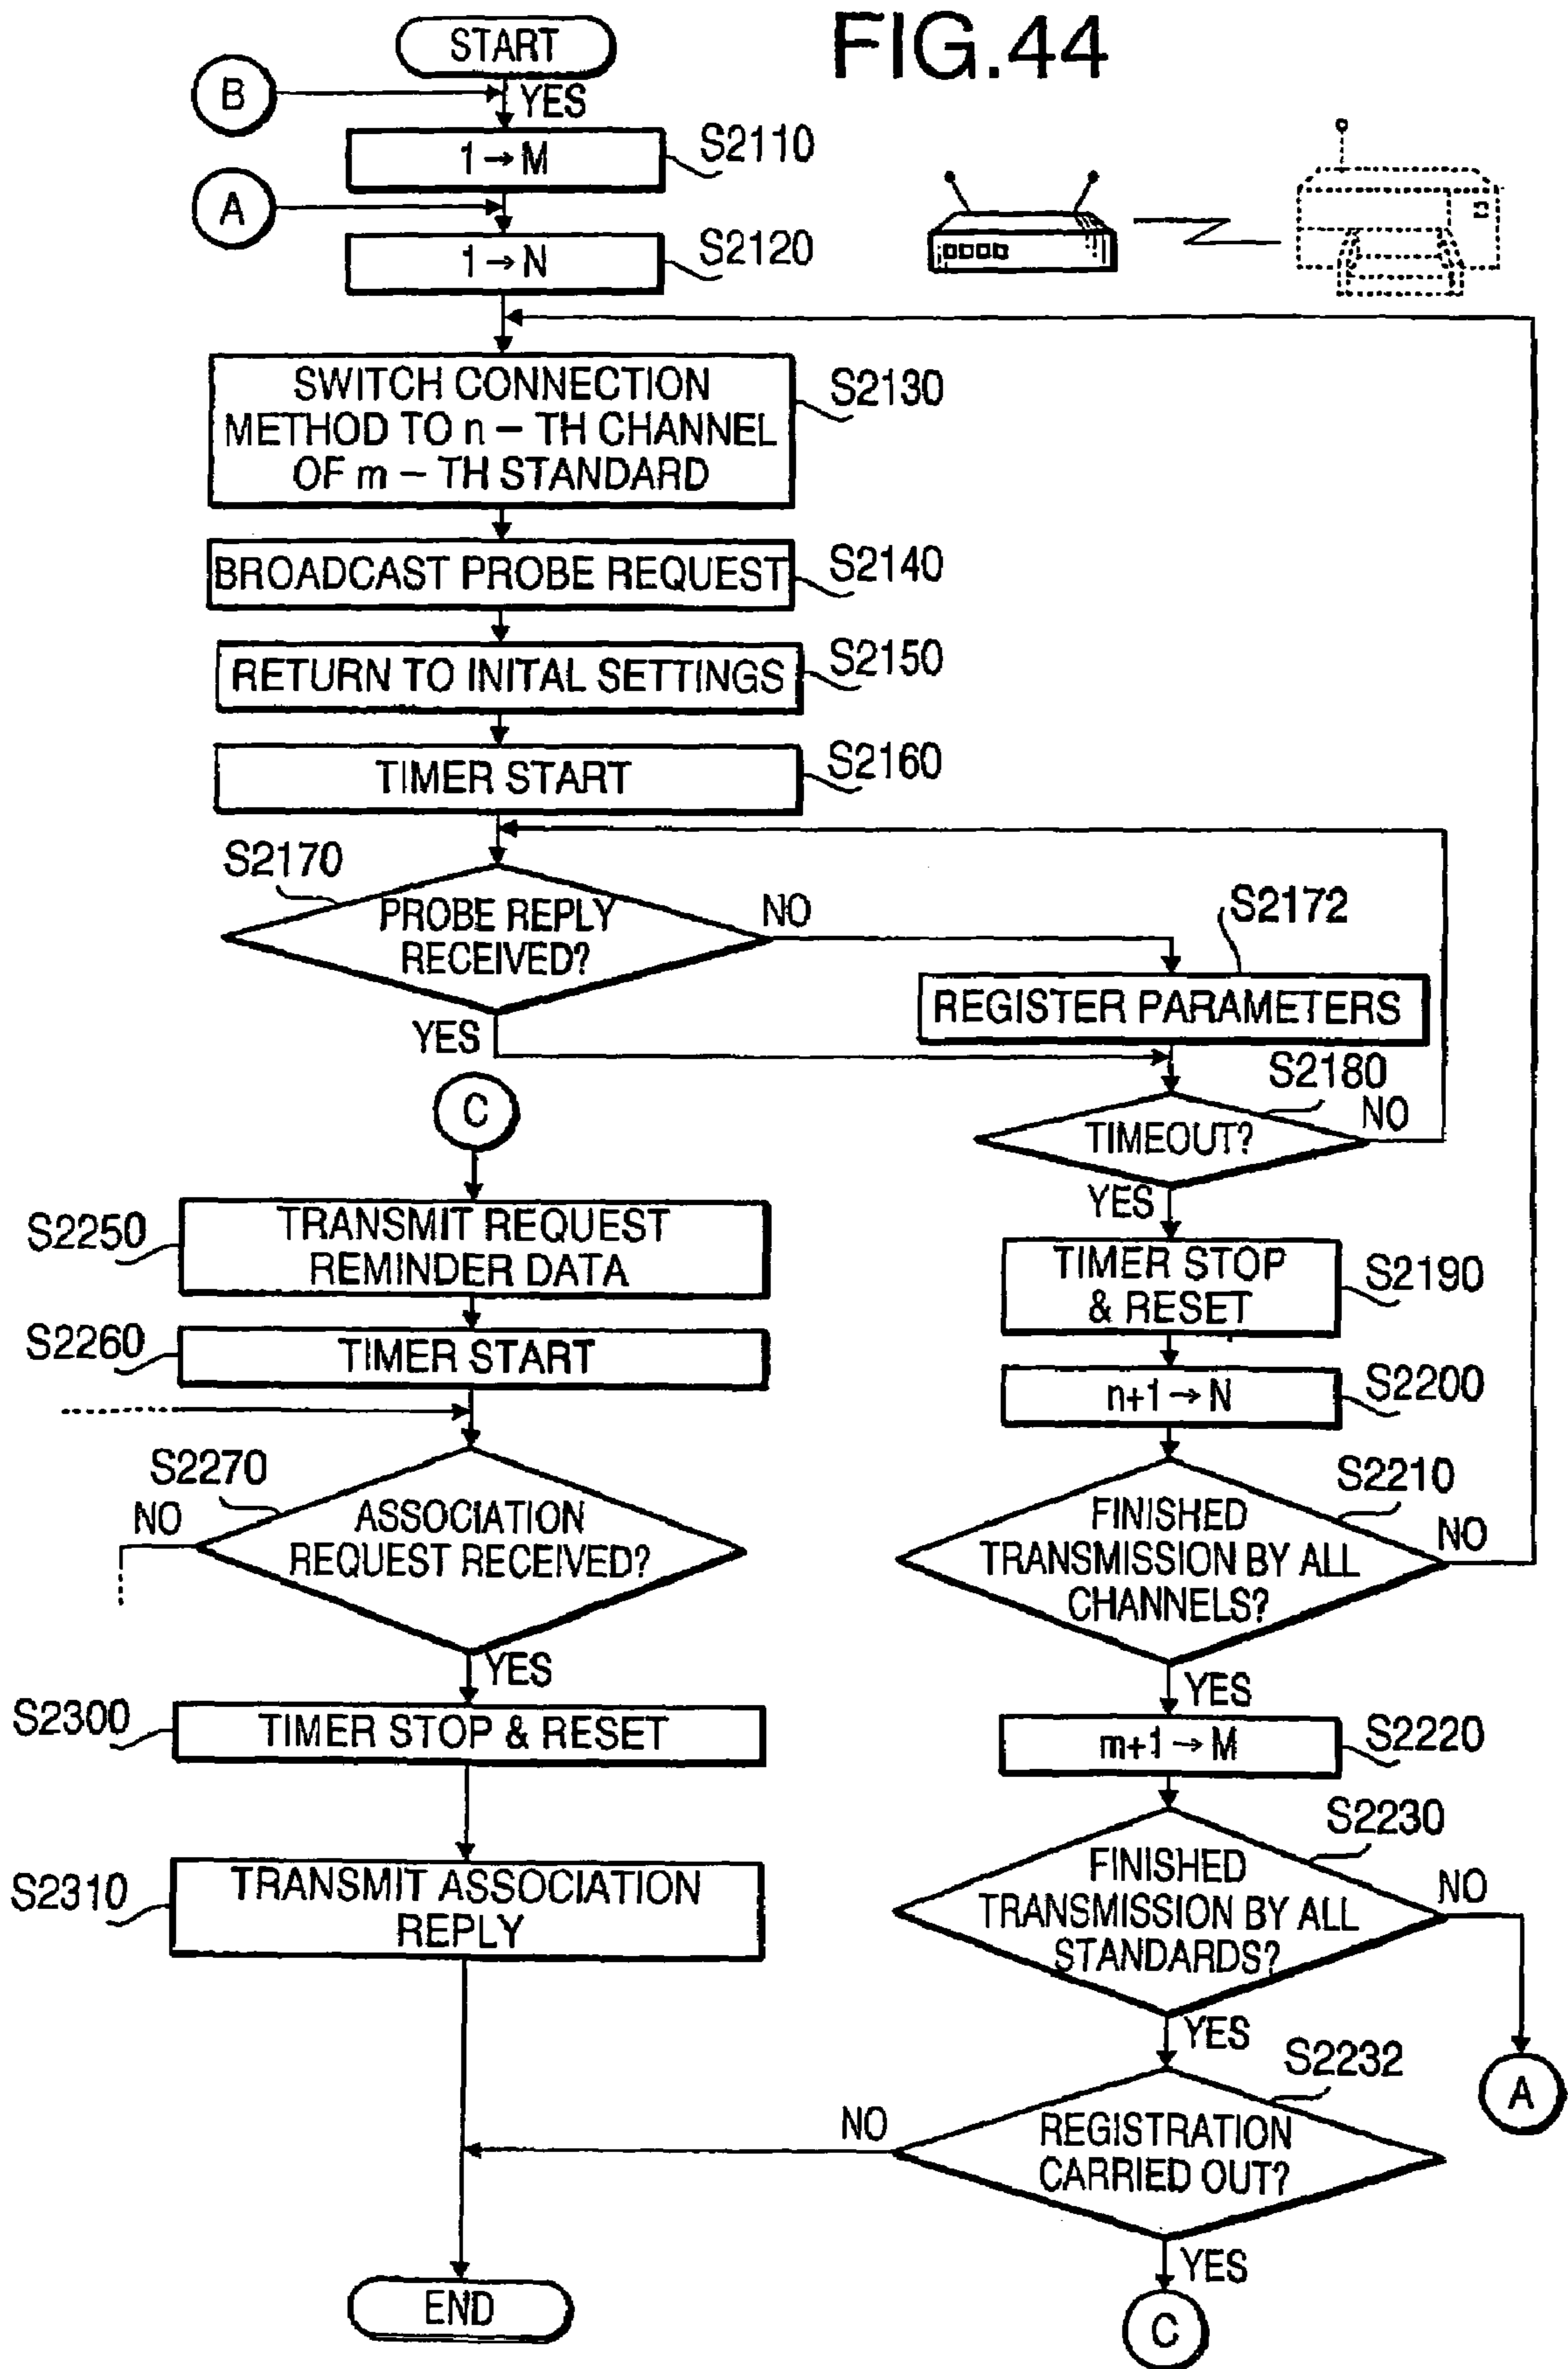 FIG.44
START
B
YES
1→M
S2110
A
1→N
S2120
SWITCH CONNECTION
METHOD TO n – TH CHANNEL
OF m – TH STANDARD
S2130
BROADCAST PROBE REQUEST
S2140
RETURN TO INITAL SETTINGS
S2150
TIMER START
S2160
S2170
PROBE REPLY
RECEIVED?
NO
YES
S2172
REGISTER PARAMETERS
S2180
TIMEOUT?
NO
YES
TIMER STOP
& RESET
S2190
n+1→N
S2200
S2210
FINISHED
TRANSMISSION BY ALL
CHANNELS?
NO
YES
m+1→M
S2220
S2230
FINISHED
TRANSMISSION BY ALL
STANDARDS?
NO
A
YES
S2232
REGISTRATION
CARRIED OUT?
NO
YES
C
C
S2250
TRANSMIT REQUEST
REMINDER DATA
S2260
TIMER START
S2270
NO
ASSOCIATION
REQUEST RECEIVED?
YES
S2300
TIMER STOP & RESET
S2310
TRANSMIT ASSOCIATION
REPLY
END